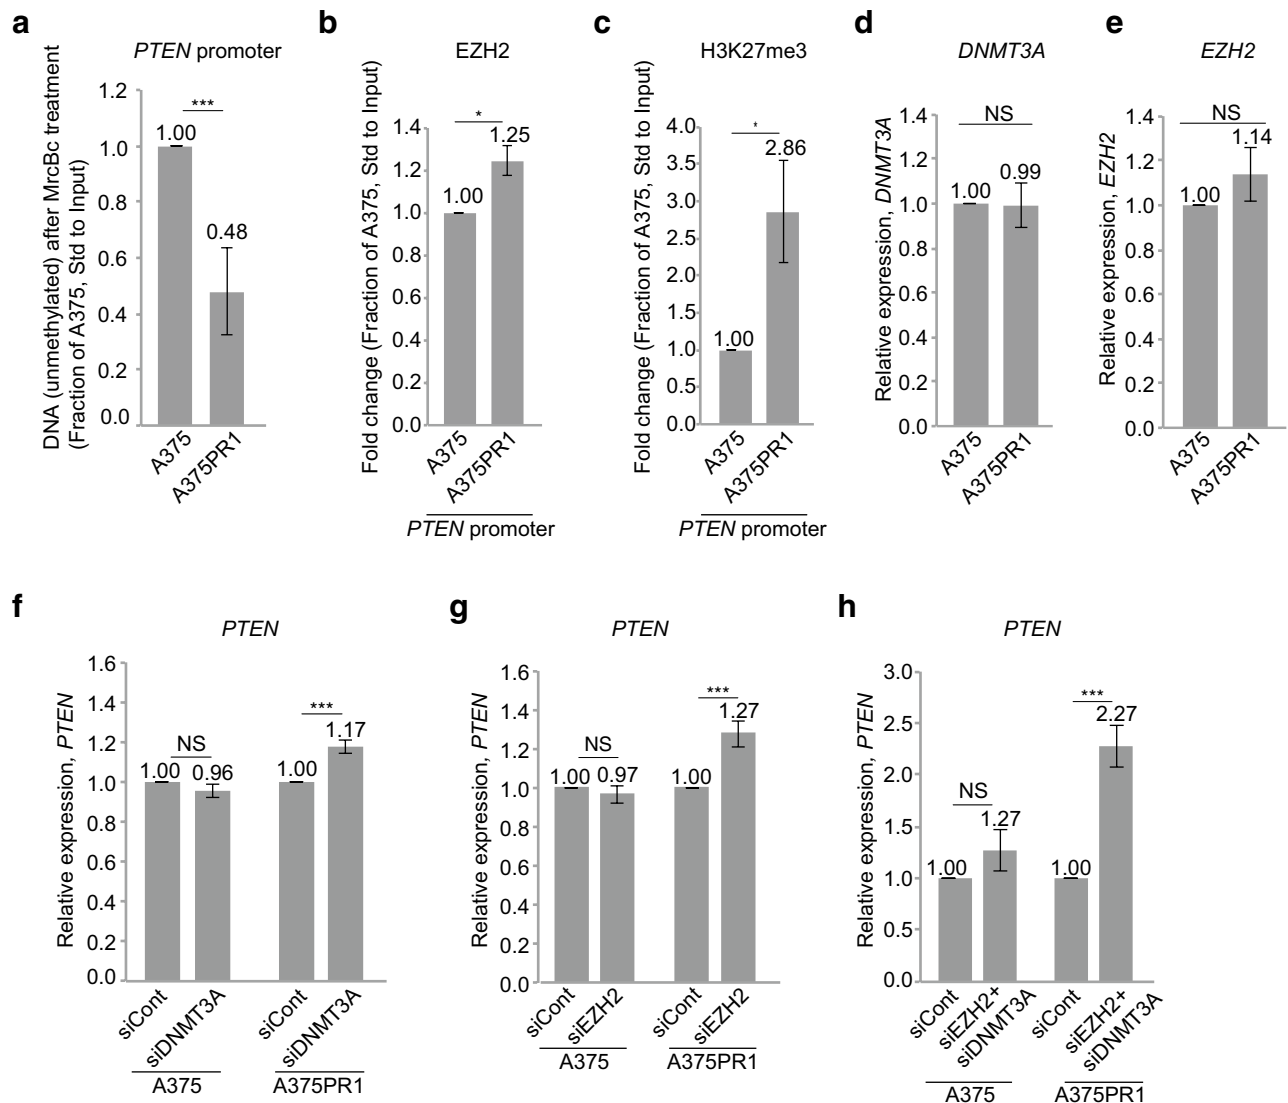 a
PTEN promoter
DNA (unmethylated) after MrcBc treatment
(Fraction of A375, Std to Input)
1.2
1.0
0.8
0.6
0.4
0.2
0.0
***
1.00
0.48
A375
A375PR1
b
EZH2
Fold change (Fraction of A375, Std to Input)
1.4
1.2
1.0
0.8
0.6
0.4
0.2
0.0
*
1.00
1.25
A375
A375PR1
PTEN promoter
c
H3K27me3
Fold change (Fraction of A375, Std to Input)
4.0
3.5
3.0
2.5
2.0
1.0
0.5
0.0
*
1.00
2.86
A375
A375PR1
PTEN promoter
d
DNMT3A
Relative expression, DNMT3A
1.4
1.2
1.0
0.8
0.6
0.4
0.2
0.0
NS
1.00
0.99
A375
A375PR1
e
EZH2
Relative expression, EZH2
1.4
1.2
1.0
0.8
0.6
0.4
0.2
0.0
NS
1.00
1.14
A375
A375PR1
f
PTEN
Relative expression, PTEN
1.6
1.4
1.2
1.0
0.8
0.6
0.4
0.2
0.0
NS
1.00
0.96
***
1.00
1.17
siCont
siDNMT3A
siCont
siDNMT3A
A375
A375PR1
g
PTEN
Relative expression, PTEN
1.6
1.4
1.2
1.0
0.8
0.6
0.4
0.2
0.0
NS
1.00
0.97
***
1.00
1.27
siCont
siEZH2
siCont
siEZH2
A375
A375PR1
h
PTEN
Relative expression, PTEN
3.0
2.5
2.0
1.5
1.0
0.5
0.0
NS
1.00
1.27
***
1.00
2.27
siCont
siEZH2+
siDNMT3A
siCont
siEZH2+
siDNMT3A
A375
A375PR1